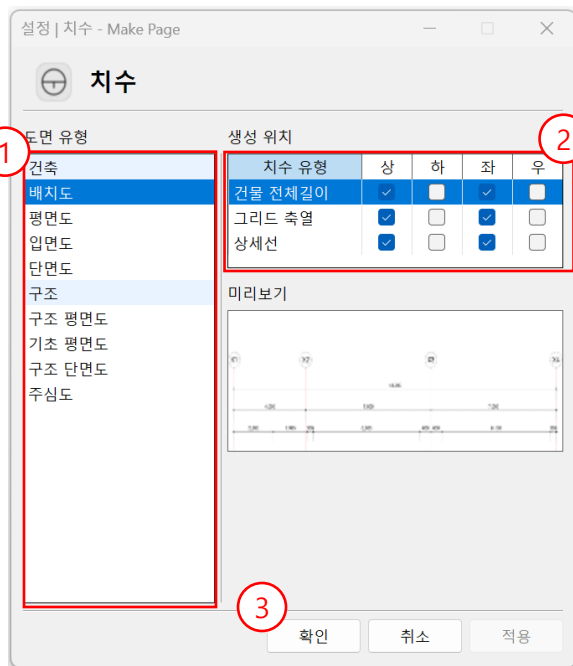 설정 | 치수 - Make Page
치수
도면 유형
생성 위치
1
2
건축
배치도
평면도
입면도
단면도
구조
구조 평면도
기초 평면도
구조 단면도
주심도
치수 유형 상 하 좌 우
건물 전체길이
그리드 축열
상세선
미리보기
3
확인 취소 적용